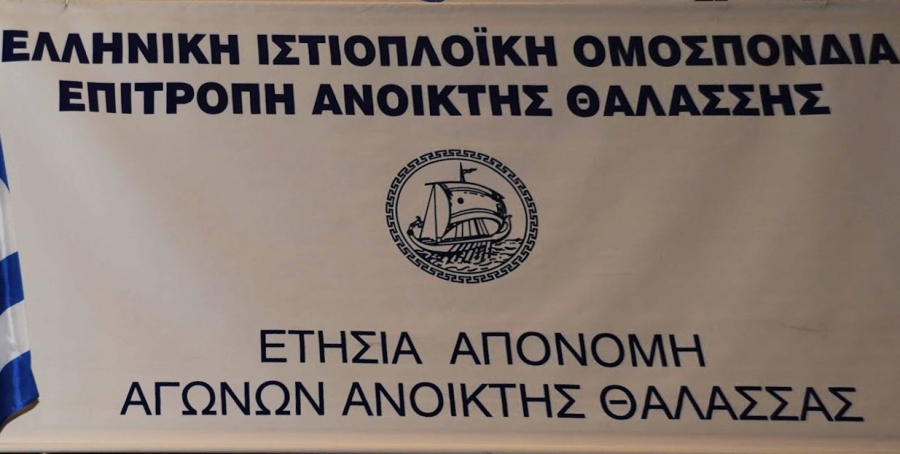 ΕΛΛΗΝΙΚΗ ΙΣΤΙΟΠΛΟΪΚΗ ΟΜΟΣΠΟΝΔΙΑ
ΕΠΙΤΡΟΠΗ ΑΝΟΙΚΤΗΣ ΘΑΛΑΣΣΗΣ
ΕΤΗΣΙΑ ΑΠΟΝΟΜΗ
ΑΓΩΝΩΝ ΑΝΟΙΚΤΗΣ ΘΑΛΑΣΣΑΣ